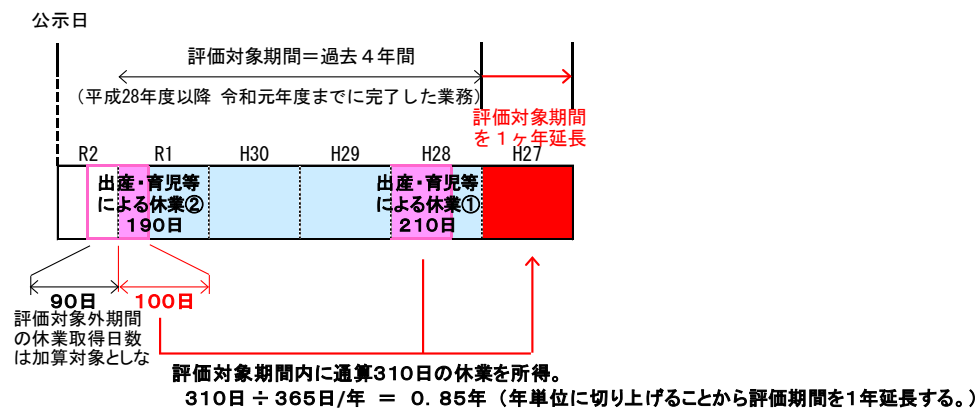 公示日
評価対象期間＝過去４年間
（平成28年度以降 令和元年度までに完了した業務）
評価対象期間
を１ヶ年延長
R2 R1 H30 H29 H28 H27
出産・育児等
による休業②
190日
出産・育児等
による休業①
210日
90日
100日
評価対象外期間
の休業取得日数
は加算対象としな
評価対象期間内に通算310日の休業を所得。
310日÷365日/年 ＝ 0.85年（年単位に切り上げることから評価期間を1年延長する。）